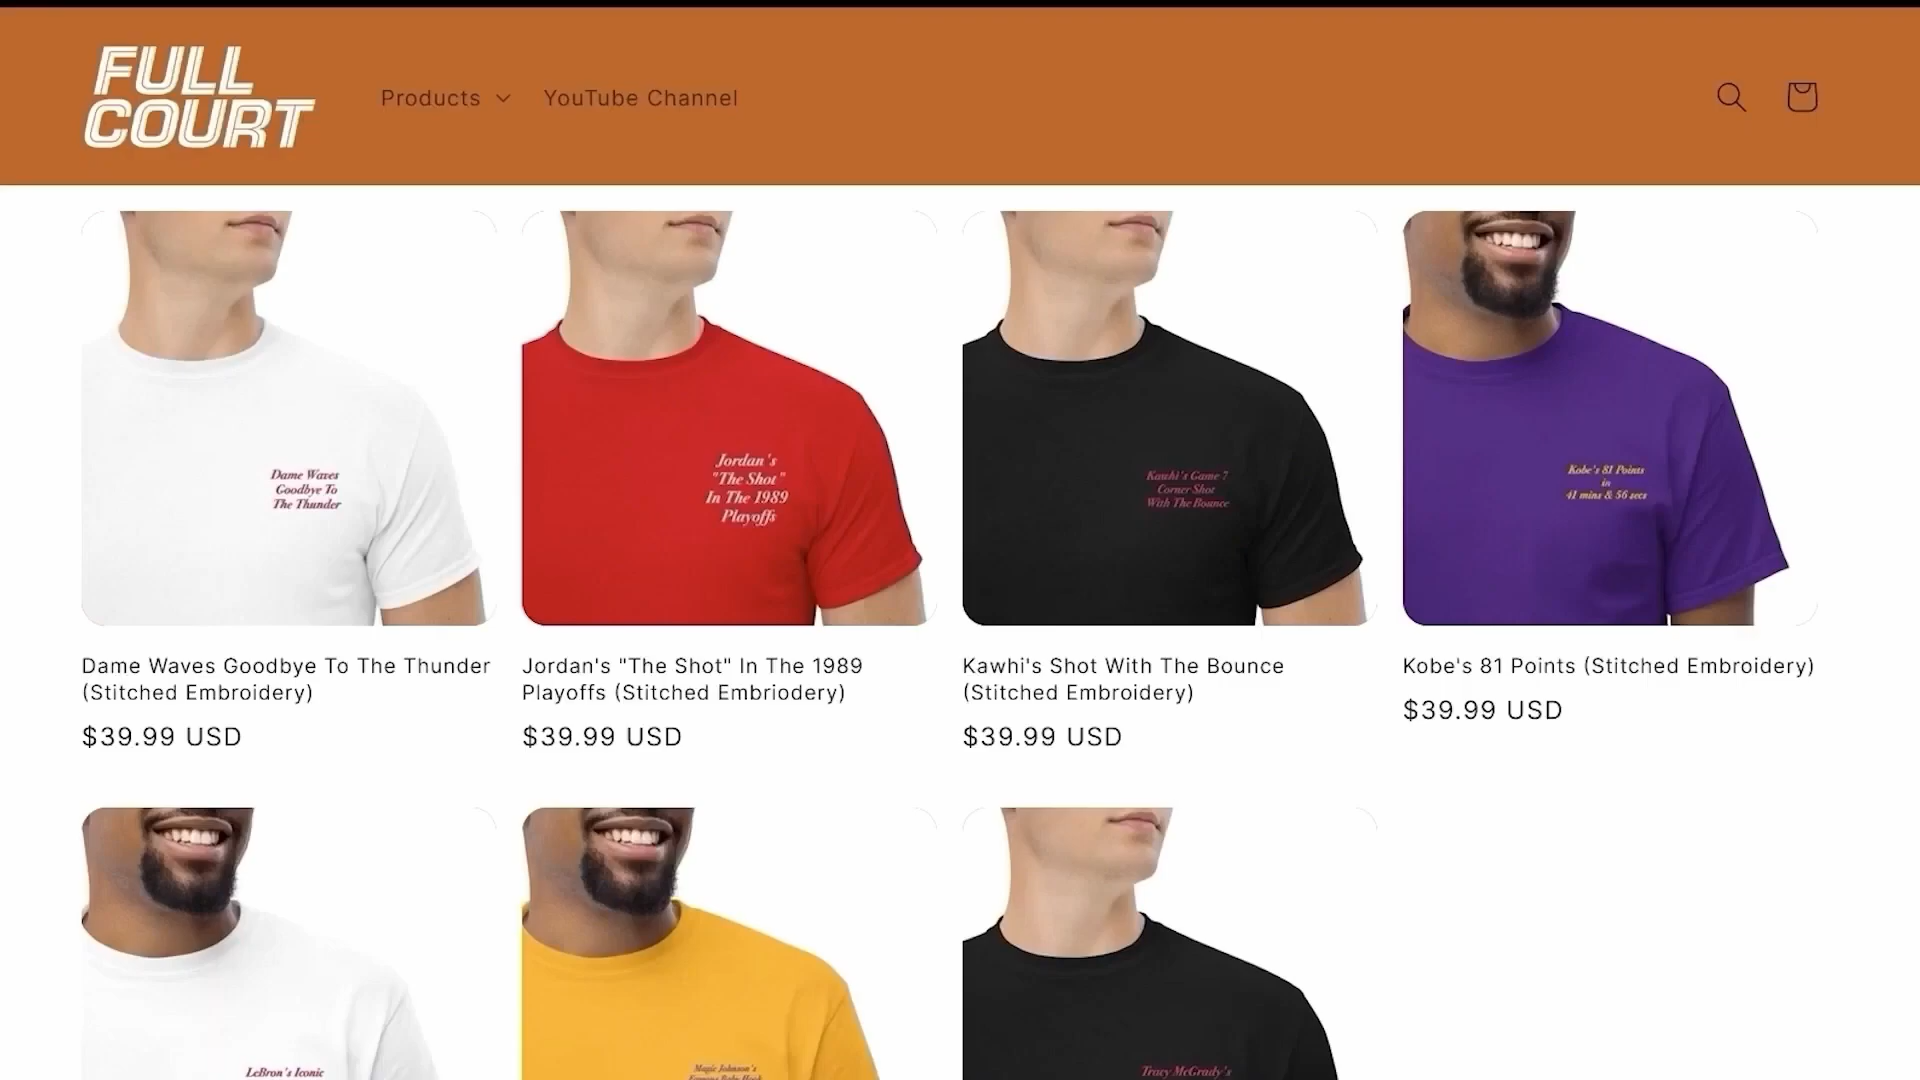 FULL
COURT
Products
YouTube Channel
Dame Waves
Goodbye To
The Thunder
Jordan's
"The Shot"
In The 1989
Playoffs
Kawhi's Game 7
Corner Shot
With The Bounce
Kobe's 81 Points
in
41 mins & 56 secs
Dame Waves Goodbye To The Thunder
(Stitched Embroidery)
$39.99 USD
Jordan's "The Shot" In The 1989
Playoffs (Stitched Embriodery)
$39.99 USD
Kawhi's Shot With The Bounce
(Stitched Embroidery)
$39.99 USD
Kobe's 81 Points (Stitched Embroidery)
$39.99 USD
LeBron's Iconic
Magic Johnson's
Famous Baby Hook
Tracy McGrady's